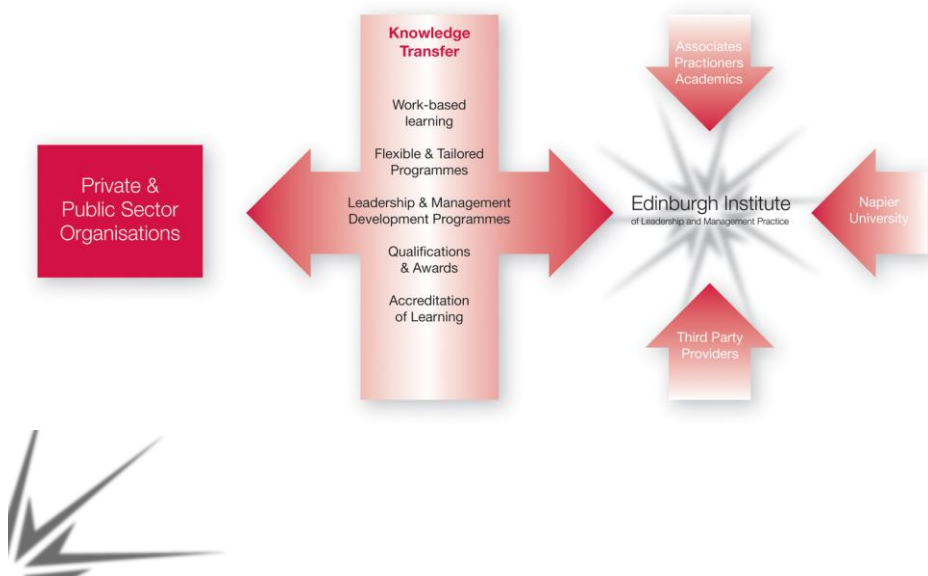 Knowledge
Transfer
Work-based
learning
Flexible & Tailored
Programmes
Leadership & Management
Development Programmes
Qualifications
& Awards
Accreditation
of Learning
Private &
Public Sector
Organisations
Associates
Practioners
Academics
Edinburgh Institute
of Leadership and Management Practice
Napier
University
Third Party
Providers